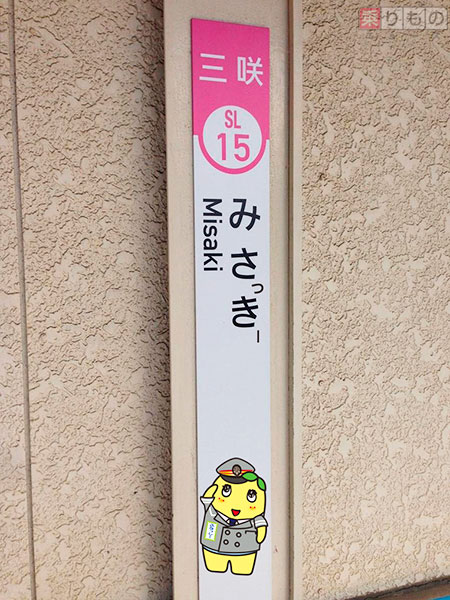 乗りもの
三咲
SL
15
みさっきー
Misaki